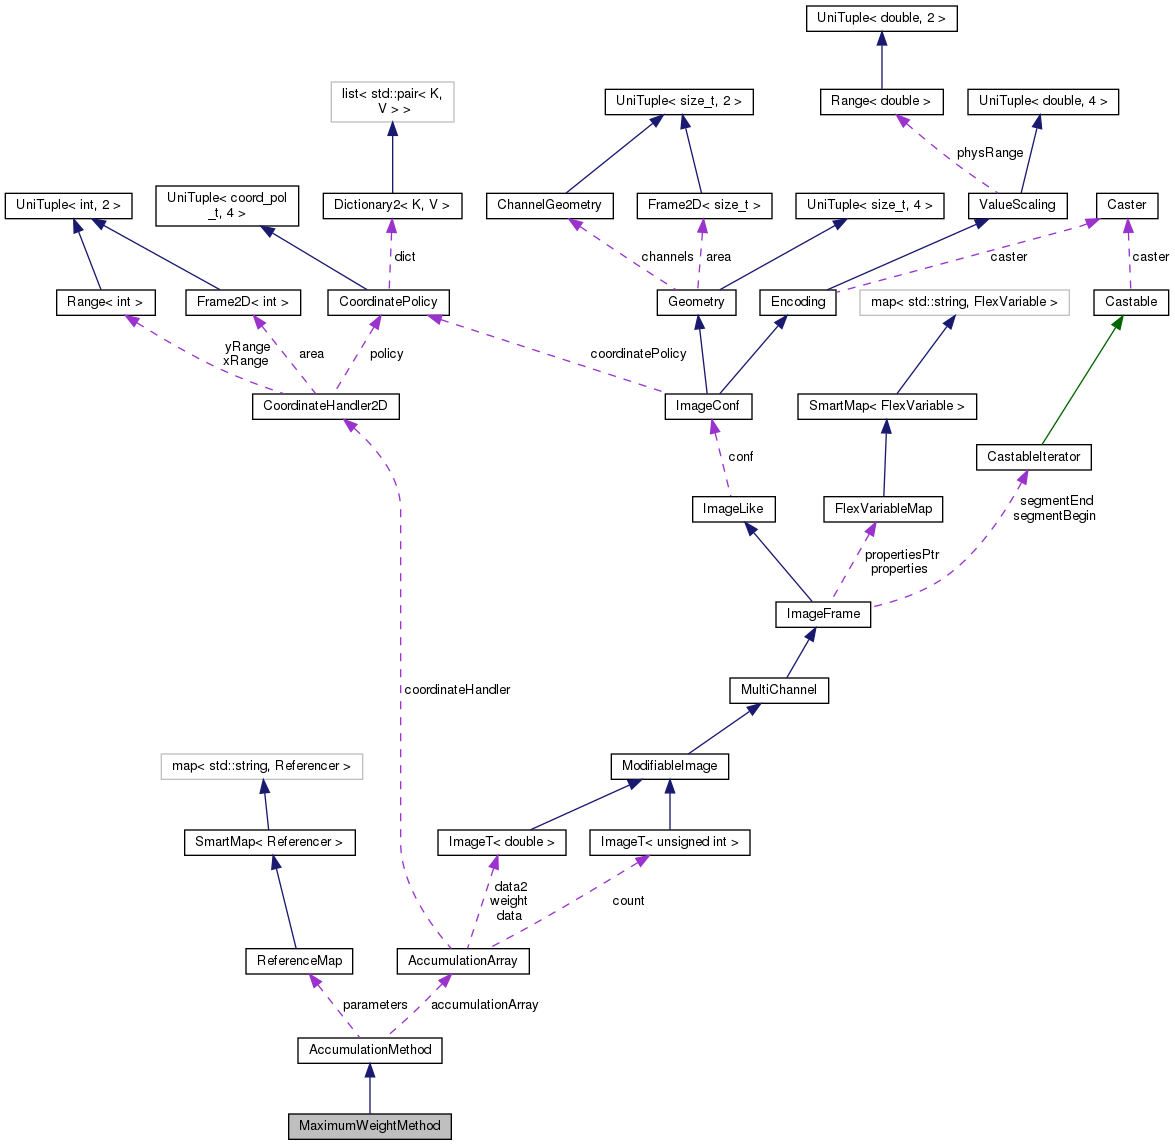 UniTuple< double, 2 >
list< std::pair< K,
V > >
UniTuple< size_t, 2 >
Range< double >
UniTuple< double, 4 >
physRange
UniTuple< int, 2 >
UniTuple< coord_pol
_t, 4 >
Dictionary2< K, V >
ChannelGeometry
Frame2D< size_t >
UniTuple< size_t, 4 >
ValueScaling
Caster
dict
channels
area
caster
caster
Range< int >
Frame2D< int >
CoordinatePolicy
Geometry
Encoding
map< std::string, FlexVariable >
Castable
yRange
xRange
area
policy
coordinatePolicy
CoordinateHandler2D
ImageConf
SmartMap< FlexVariable >
conf
CastableIterator
ImageLike
FlexVariableMap
segmentEnd
segmentBegin
propertiesPtr
properties
ImageFrame
coordinateHandler
MultiChannel
map< std::string, Referencer >
ModifiableImage
SmartMap< Referencer >
ImageT< double >
ImageT< unsigned int >
data2
weight
data
count
ReferenceMap
AccumulationArray
parameters
accumulationArray
AccumulationMethod
MaximumWeightMethod